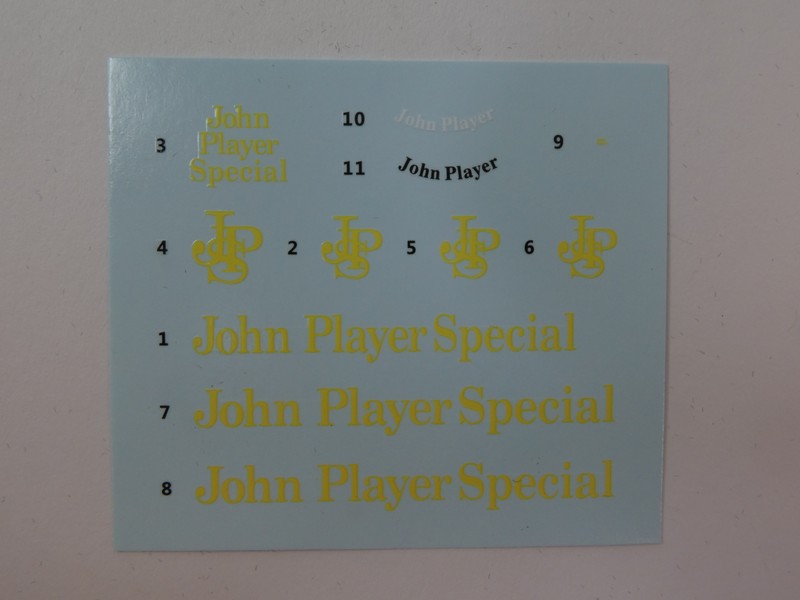 3
John
Player
Special
10 John Player
11 John Player
9
4 JPS 2 JPS 5 JPS 6 JPS
1 John Player Special
7 John Player Special
8 John Player Special